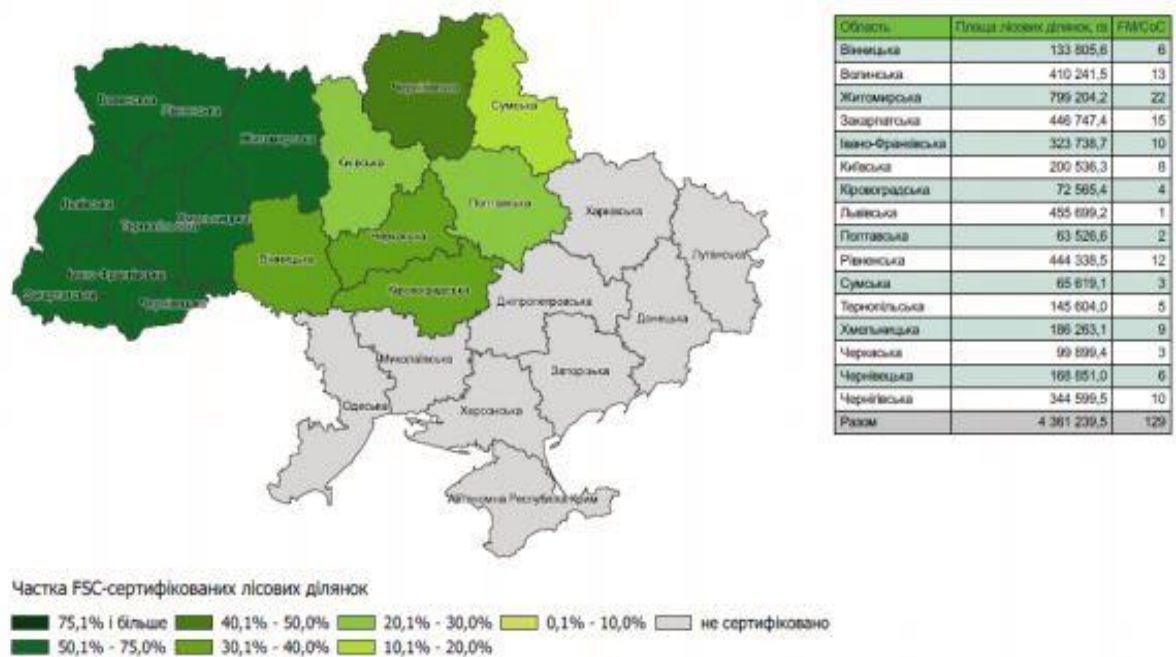 Чернігівська
Сумська
Волинська
Рівненська
Житомирська
Київська
Полтавська
Харківська
Львівська
Тернопільська
Хмельницька
Черкаська
Луганська
Вінницька
Івано-Франківська
Закарпатська
Чернівецька
Кіровоградська
Дніпропетровська
Донецька
Миколаївська
Запорізька
Одеська
Херсонська
Автономна Республіка Крим
Область Площа лісових ділянок, га FM/CoC
Вінницька 133 805,6 6
Волинська 410 241,5 13
Житомирська 799 204,2 22
Закарпатська 446 747,4 15
Івано-Франківська 323 738,7 10
Київська 200 536,3 8
Кіровоградська 72 565,4 4
Львівська 455 699,2 1
Полтавська 63 526,6 2
Рівненська 444 338,5 12
Сумська 65 619,1 3
Тернопільська 145 604,0 5
Хмельницька 186 263,1 9
Черкаська 99 899,4 3
Чернівецька 168 851,0 6
Чернігівська 344 599,5 10
Разом 4 361 239,5 129
Частка FSC-сертифікованих лісових ділянок
75,1% і більше 40,1% - 50,0% 20,1% - 30,0% 0,1% - 10,0% не сертифіковано
50,1% - 75,0% 30,1% - 40,0% 10,1% - 20,0%